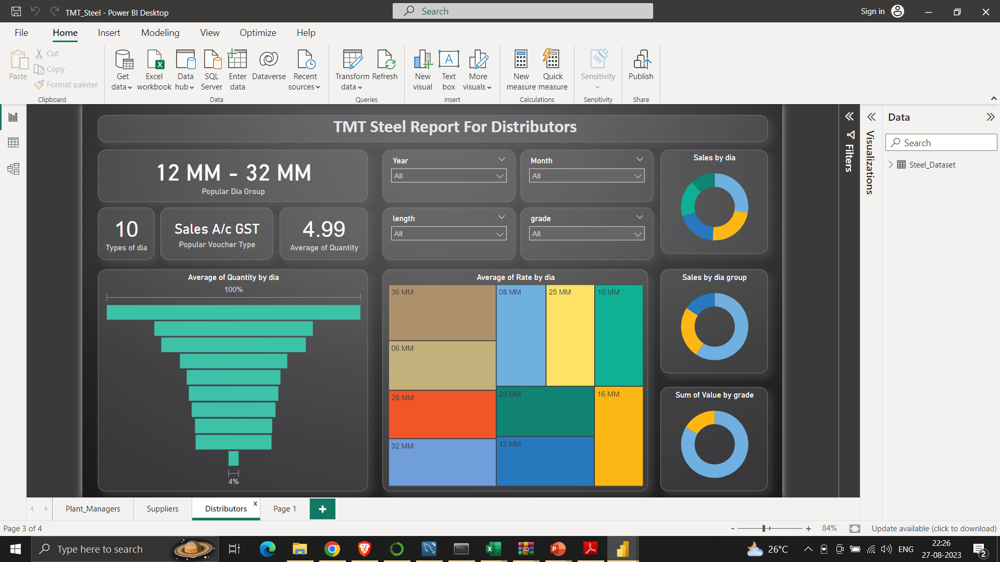 TMT_Steel - Power BI Desktop
Search
Sign in
File
Home
Insert
Modeling
View
Optimize
Help
Paste
Cut
Copy
Format painter
Clipboard
Get data
Excel workbook
Data hub
SQL Server
Enter data
Dataverse
Recent sources
Data
Transform data
Refresh
Queries
New visual
Text box
More visuals
Insert
New measure
Quick measure
Calculations
Sensitivity
Sensitivity
Publish
Share
TMT Steel Report For Distributors
12 MM - 32 MM
Popular Dia Group
10
Types of dia
Sales A/c GST
Popular Voucher Type
4.99
Average of Quantity
Year
All
Month
All
length
All
grade
All
Sales by dia
Average of Quantity by dia
100%
4%
Average of Rate by dia
36 MM
06 MM
28 MM
32 MM
08 MM
25 MM
10 MM
20 MM
12 MM
16 MM
Sales by dia group
Sum of Value by grade
Filters
Visualizations
Data
Search
Steel_Dataset
Plant_Managers
Suppliers
Distributors
x
Page 1
+
Page 3 of 4
- + 84%
Update available (click to download)
Type here to search
26°C
ENG
22:26
27-08-2023
2